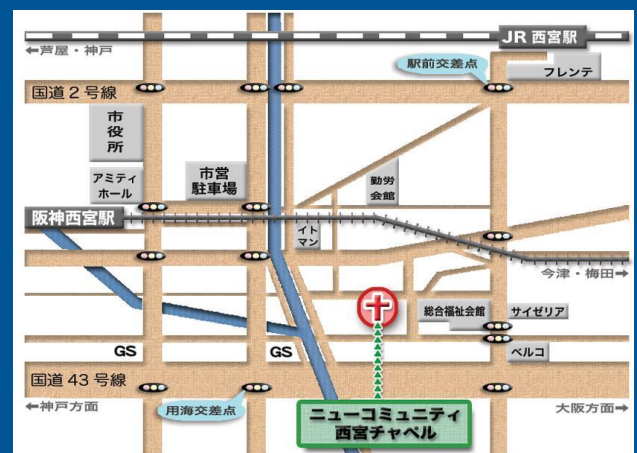 JR 西宮駅
←芦屋・神戸
駅前交差点
フレンテ
国道2号線
市
役
所
アミティ
ホール
市営
駐車場
勤労
会館
阪神西宮駅
イト
マン
今津・梅田→
総合福祉会館
サイゼリア
ベルコ
GS
GS
国道43号線
←神戸方面
用海交差点
ニューコミュニティ
西宮チャペル
大阪方面→